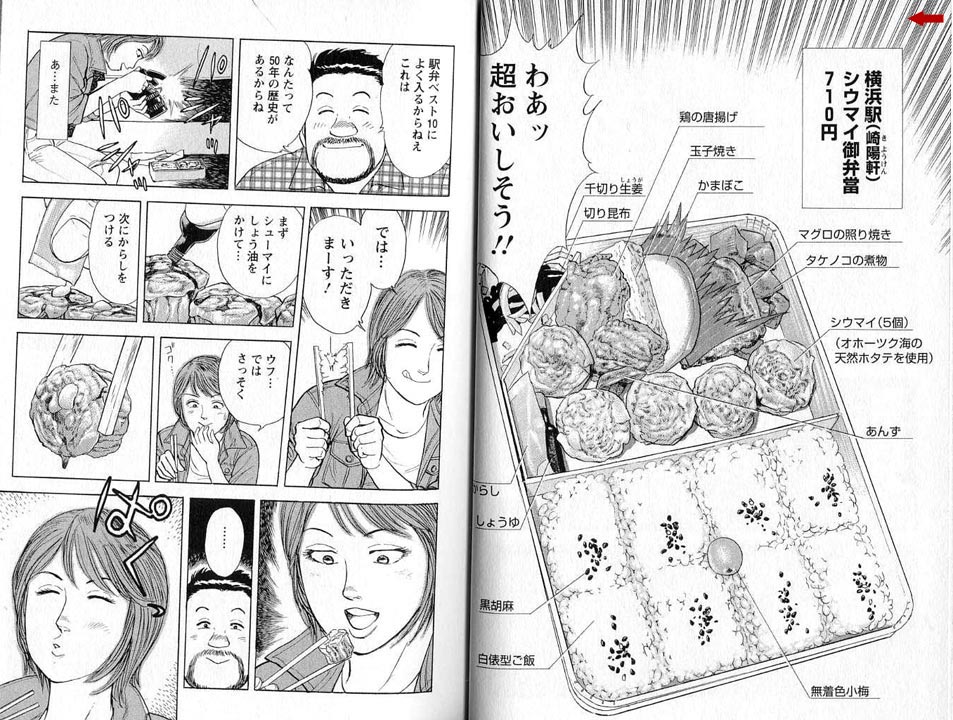 横浜駅(崎陽軒)
きようけん
シウマイ御弁當
710円
わあッ
超おいしそう!!
鶏の唐揚げ
玉子焼き
かまぼこ
千切り生姜
しょうが
切り昆布
マグロの照り焼き
タケノコの煮物
シウマイ(5個)
(オホーツク海の
天然ホタテを使用)
あんず
からし
しょうゆ
黒胡麻
白俵型ご飯
無着色小梅
駅弁ベスト10に
よく入るからねえ
これは
なんたって
50年の歴史が
あるからね
あ…また
では…
いっただき
まーす!
まず
シューマイに
しょう油を
かけて…
次にからしを
つける
ウフ…
では
さっそく
ゴク
………
ぱく